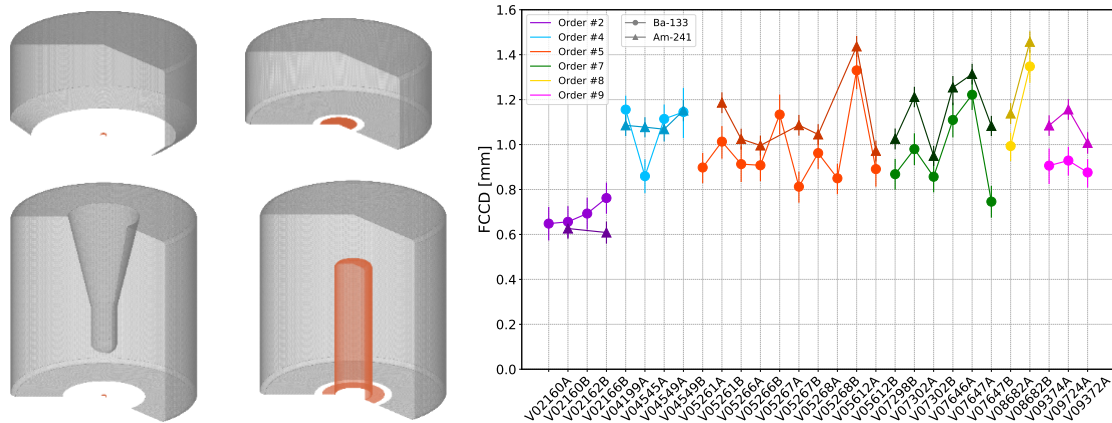 Order #2
Order #4
Order #5
Order #7
Order #8
Order #9
Ba-133
Am-241
FCCD [mm]
1.6
1.4
1.2
1.0
0.8
0.6
0.4
0.2
0.0
V02160A
V02160B
V02162B
V02166B
V04199A
V04545A
V04549A
V04549B
V05261A
V05261B
V05266A
V05266B
V05267A
V05267B
V05268A
V05268B
V05612A
V05612B
V07298B
V07302A
V07302B
V07646A
V07647A
V07647B
V08682A
V08682B
V09374A
V09724A
V09372A